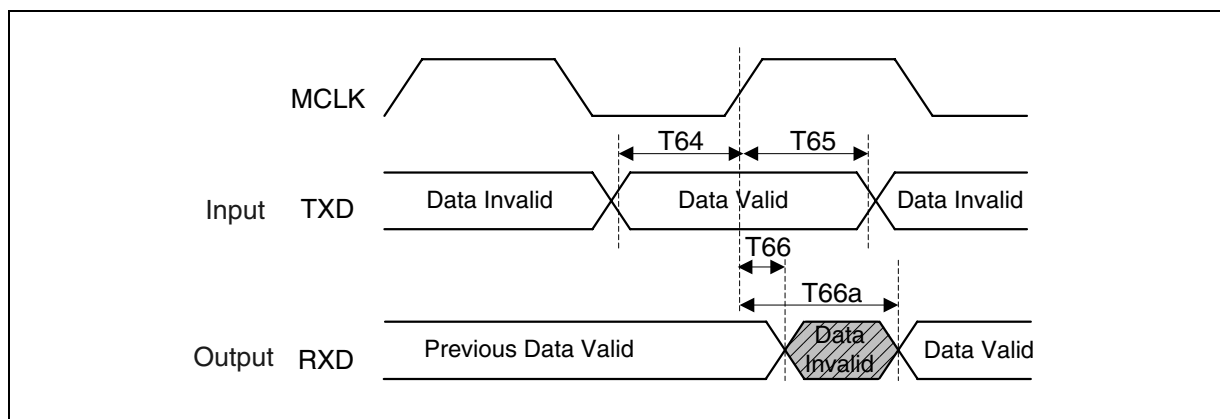 MCLK
T64 T65
Input TXD Data Invalid Data Valid Data Invalid
T66
T66a
Output RXD Previous Data Valid Data Invalid Data Valid